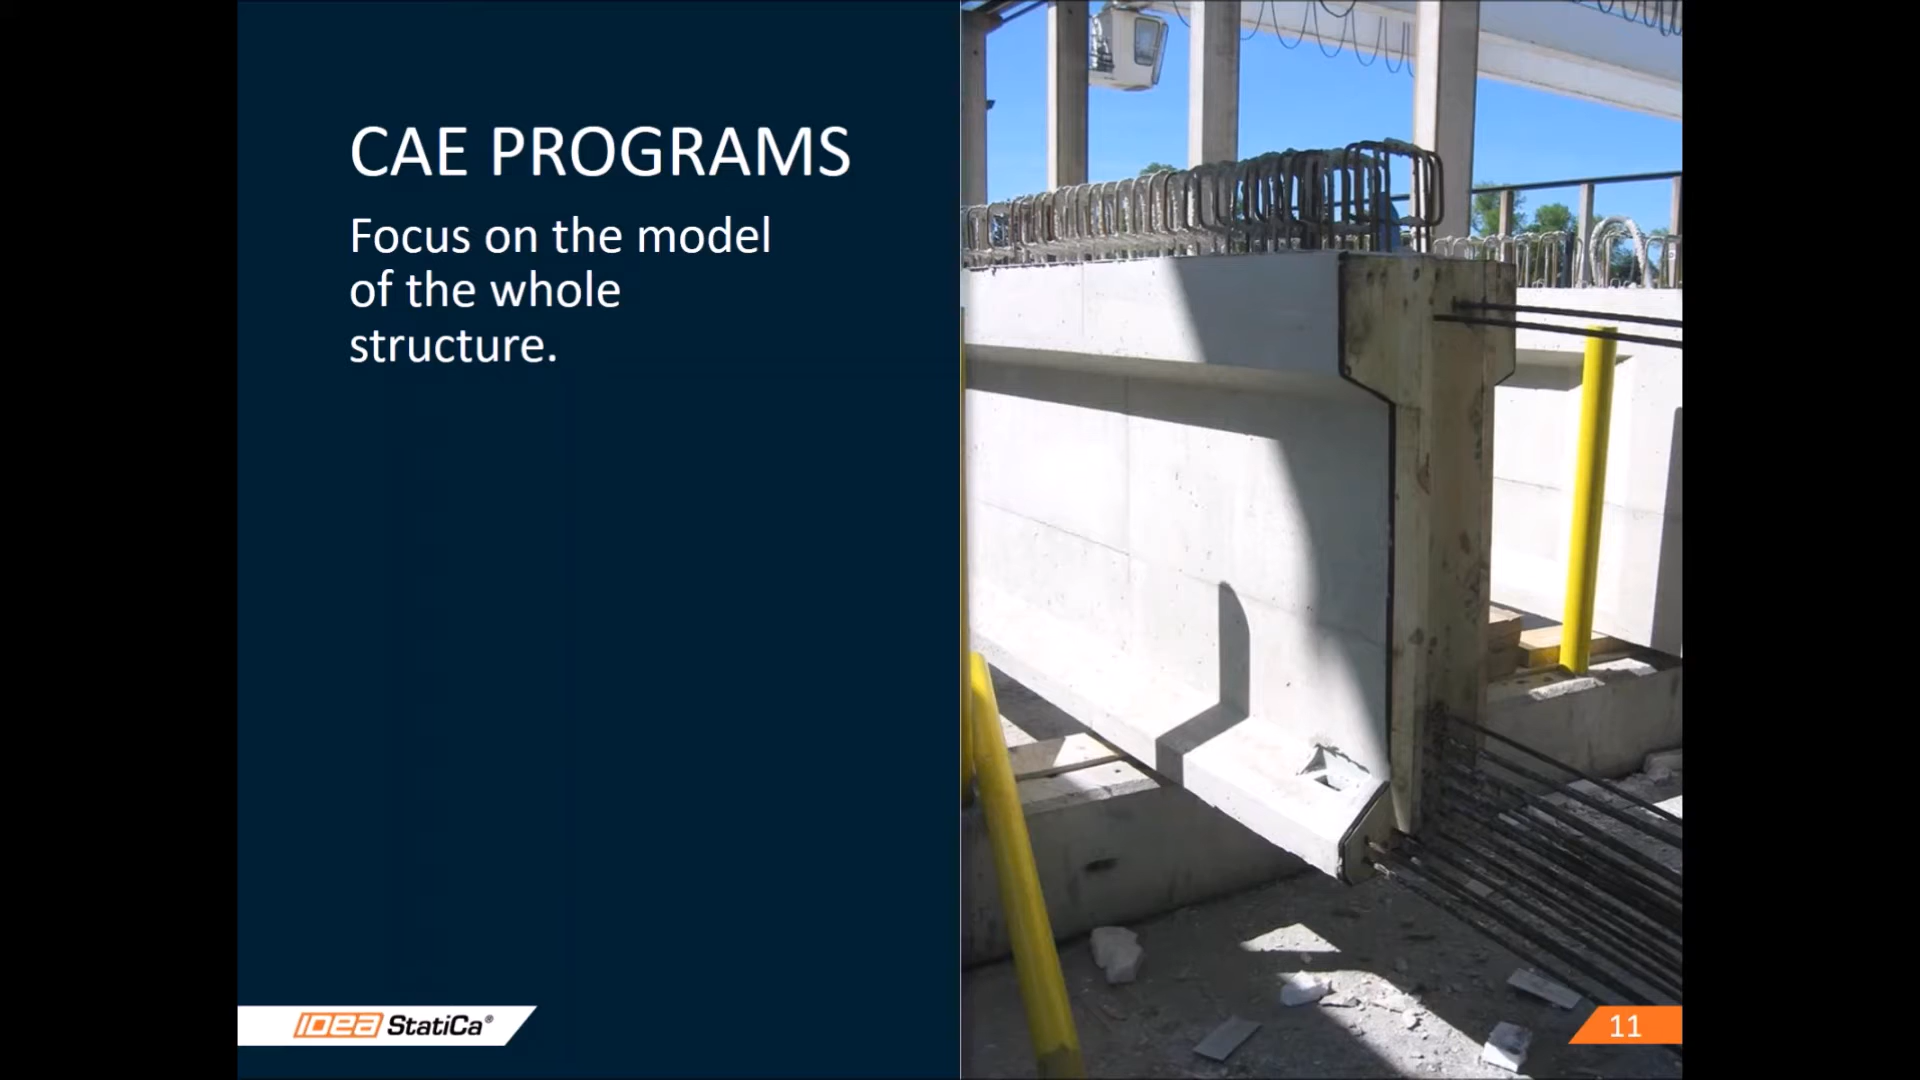 CAE PROGRAMS
Focus on the model
of the whole
structure.
IDEA StatiCa®
11